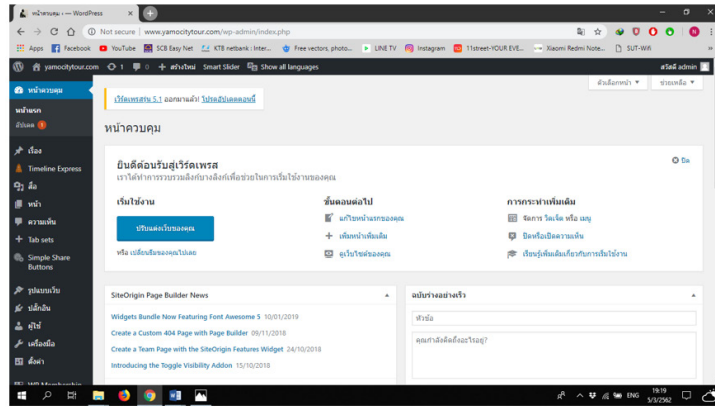 หน้าควบคุม ‹ — WordPress
Not secure | www.yamocitytour.com/wp-admin/index.php
Apps Facebook YouTube SCB Easy Net KTB netbank : Inter... Free vectors, photo... LINE TV Instagram 11street-YOUR EVE... Xiaomi Redmi Note... SUT-Wifi
yamocitytour.com 1 0 + สร้างใหม่ Smart Slider Show all languages สวัสดี admin
ตัวเลือกหน้า ช่วยเหลือ
หน้าควบคุม
หน้าแรก
อัปเดต 1
เรื่อง
Timeline Express
สื่อ
หน้า
ความเห็น
Tab sets
Simple Share
Buttons
รูปแบบเว็บ
ปลั๊กอิน
ผู้ใช้
เครื่องมือ
ตั้งค่า
WP Membership
เวิร์ดเพรสรุ่น 5.1 ออกมาแล้ว! โปรดอัปเดตตอนนี้
หน้าควบคุม
ยินดีต้อนรับสู่เวิร์ดเพรส
ปิด
เราได้ทำการรวบรวมลิงก์บางลิงก์เพื่อช่วยในการเริ่มใช้งานของคุณ
เริ่มใช้งาน
ปรับแต่งเว็บของคุณ
หรือ เปลี่ยนธีมของคุณไปเลย
ขั้นตอนต่อไป
แก้ไขหน้าแรกของคุณ
เพิ่มหน้าเพิ่มเติม
ดูเว็บไซต์ของคุณ
การกระทำเพิ่มเติม
จัดการ วิดเจ็ต หรือ เมนู
ปิดหรือเปิดความเห็น
เรียนรู้เพิ่มเติมเกี่ยวกับการเริ่มใช้งาน
SiteOrigin Page Builder News
Widgets Bundle Now Featuring Font Awesome 5 10/01/2019
Create a Custom 404 Page with Page Builder 09/11/2018
Create a Team Page with the SiteOrigin Features Widget 24/10/2018
Introducing the Toggle Visibility Addon 15/10/2018
ฉบับร่างอย่างเร็ว
หัวข้อ
คุณกำลังคิดถึงอะไรอยู่?
ENG
19:19
5/3/2562